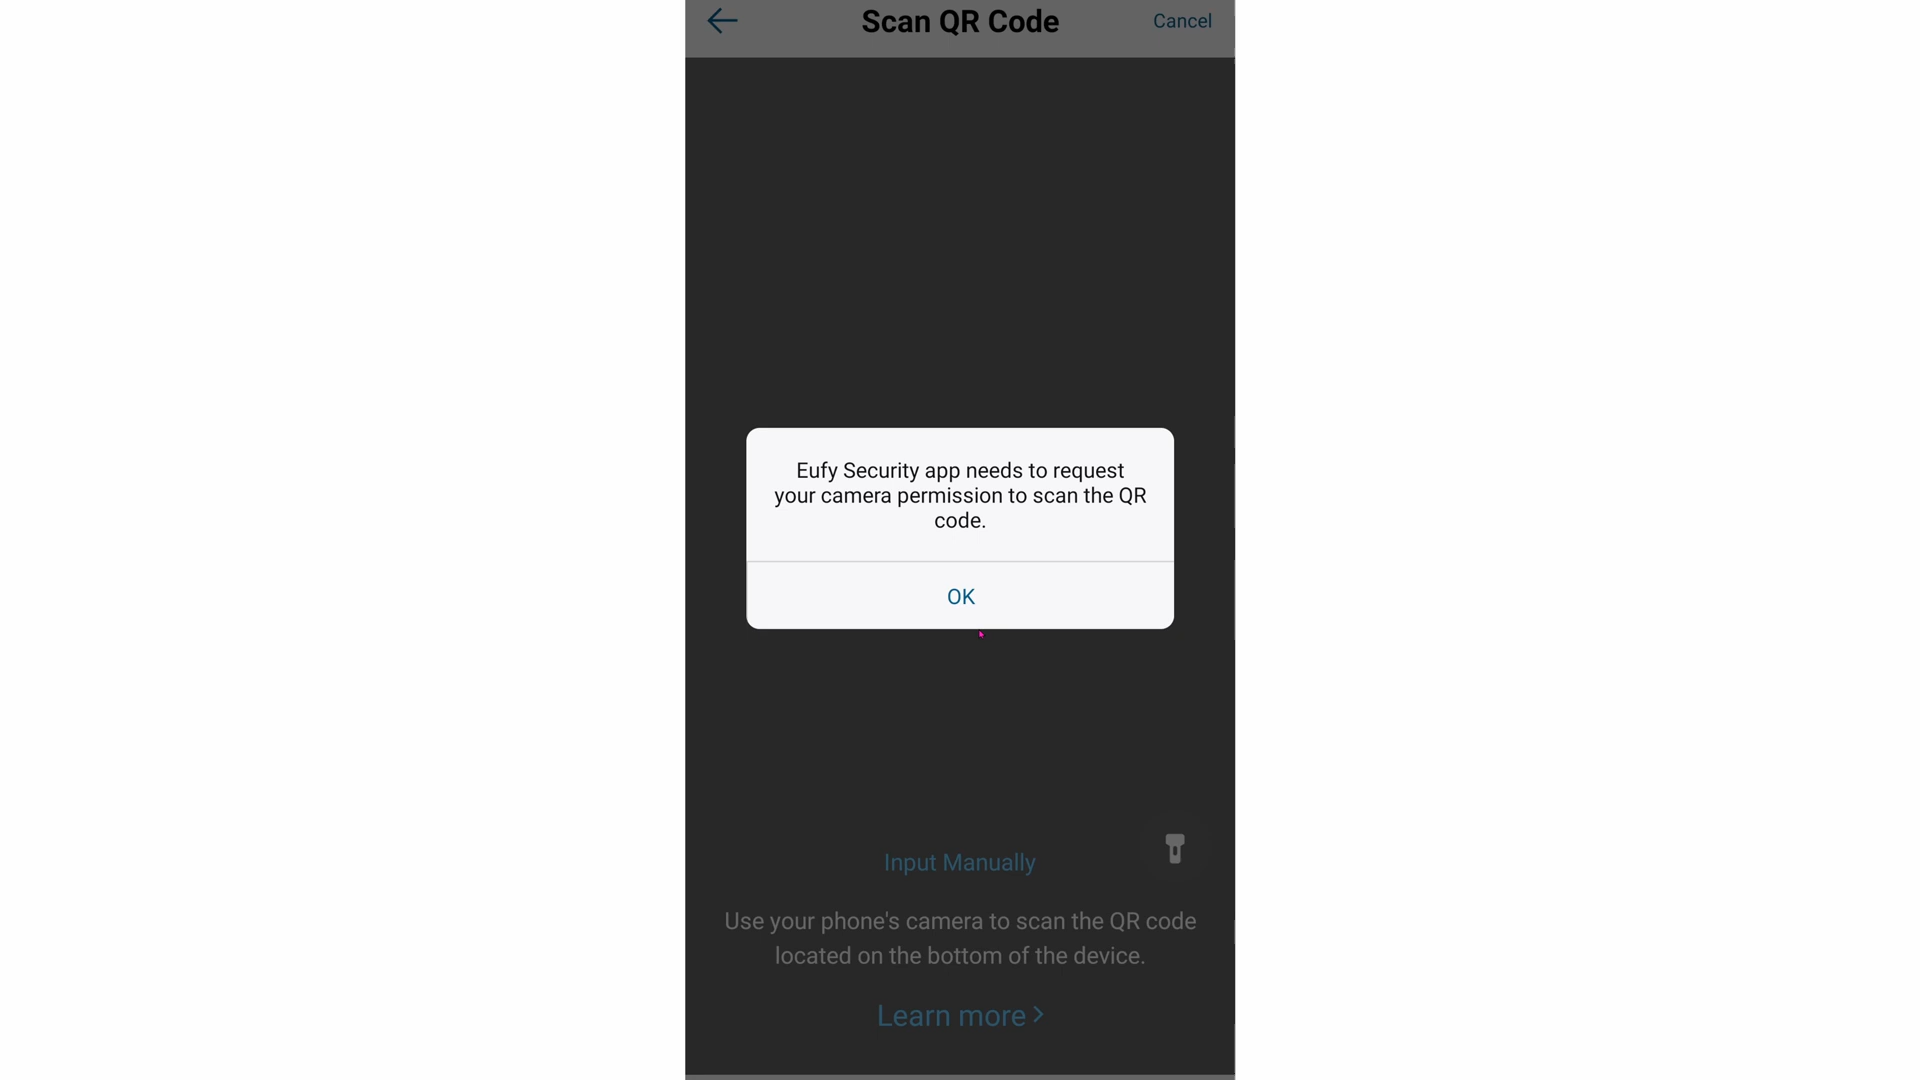 Scan QR Code
Cancel
Eufy Security app needs to request
your camera permission to scan the QR
code.
OK
Input Manually
Use your phone's camera to scan the QR code
located on the bottom of the device.
Learn more